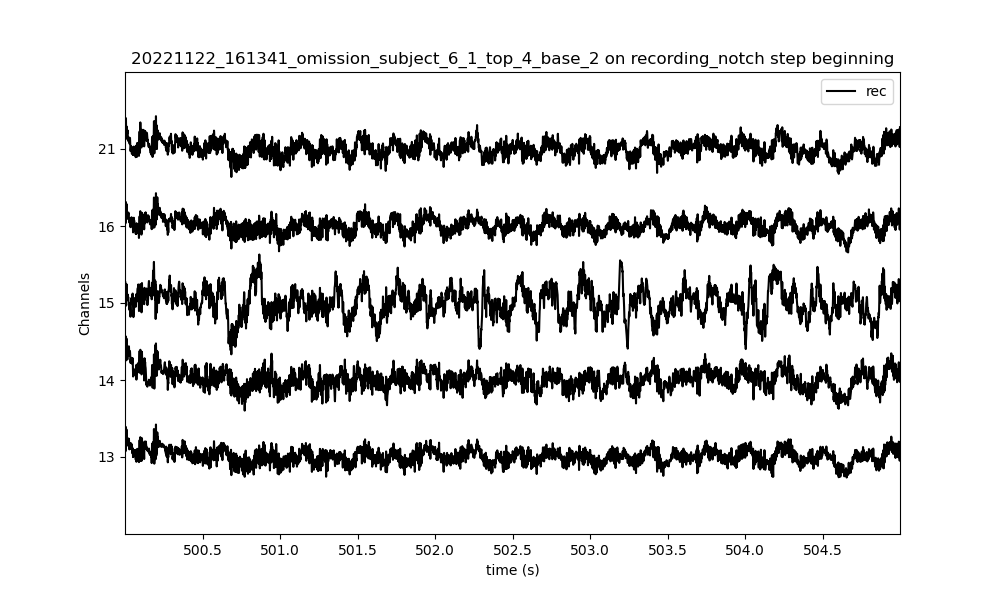 20221122_161341_omission_subject_6_1_top_4_base_2 on recording_notch step beginning
rec
21
16
15
14
13
Channels
500.5 501.0 501.5 502.0 502.5 503.0 503.5 504.0 504.5
time (s)